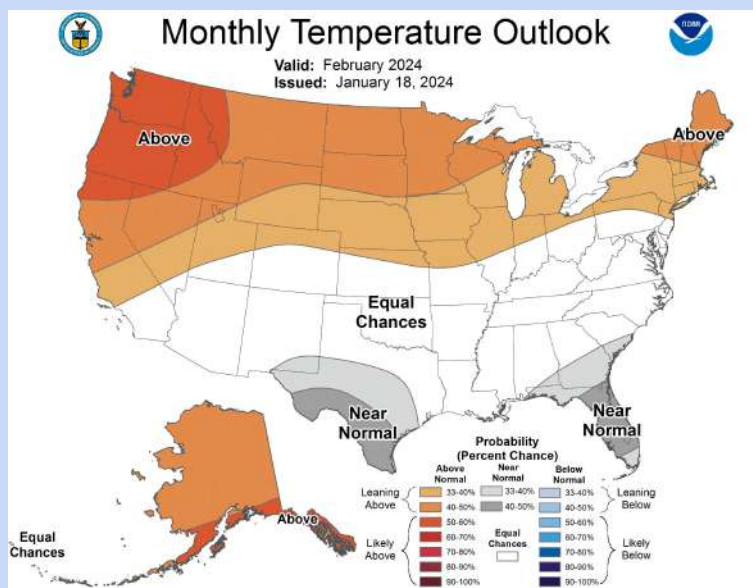 Monthly Temperature Outlook
NOAA
Valid: February 2024
Issued: January 18, 2024
Above
Above
Equal
Chances
Near
Normal
Near
Normal
Above
Equal
Chances
Probability
(Percent Chance)
Above
Normal
Near
Normal
Below
Normal
Leaning
Above
33-40%
33-40%
33-40%
Leaning
Below
40-50%
40-50%
40-50%
Likely
Above
50-60%
50-60%
Likely
Below
60-70%
60-70%
70-80%
Equal
Chances
70-80%
80-90%
80-90%
90-100%
90-100%